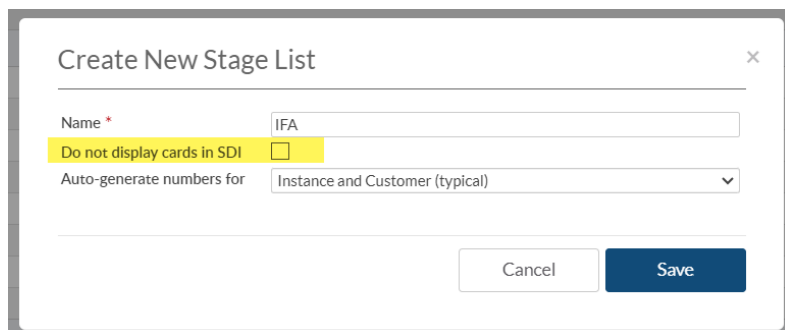 Create New Stage List ×
Name * IFA
Do not display cards in SDI
Auto-generate numbers for Instance and Customer (typical)
Cancel Save